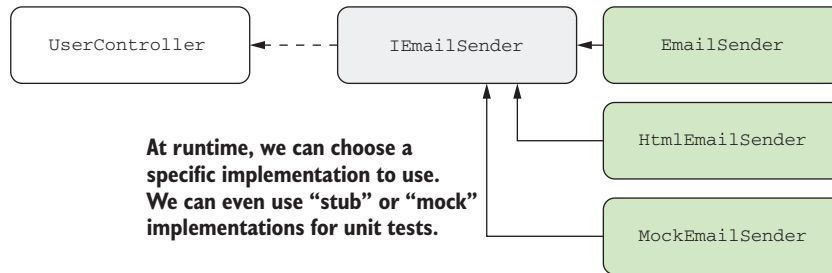 UserController
IEmailSender
EmailSender
HtmlEmailSender
MockEmailSender
At runtime, we can choose a
specific implementation to use.
We can even use “stub” or “mock”
implementations for unit tests.